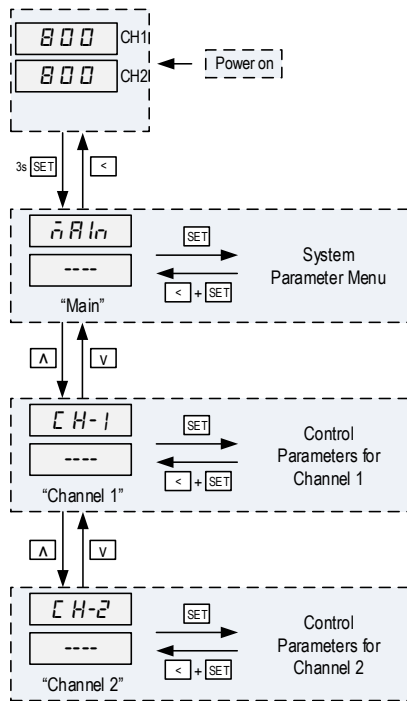 800 CH1
800 CH2
Power on
3s SET <
mAIn
----
"Main"
SET
< + SET
System
Parameter Menu
∧ ∨
CH-1
----
"Channel 1"
SET
< + SET
Control
Parameters for
Channel 1
∧ ∨
CH-2
----
"Channel 2"
SET
< + SET
Control
Parameters for
Channel 2